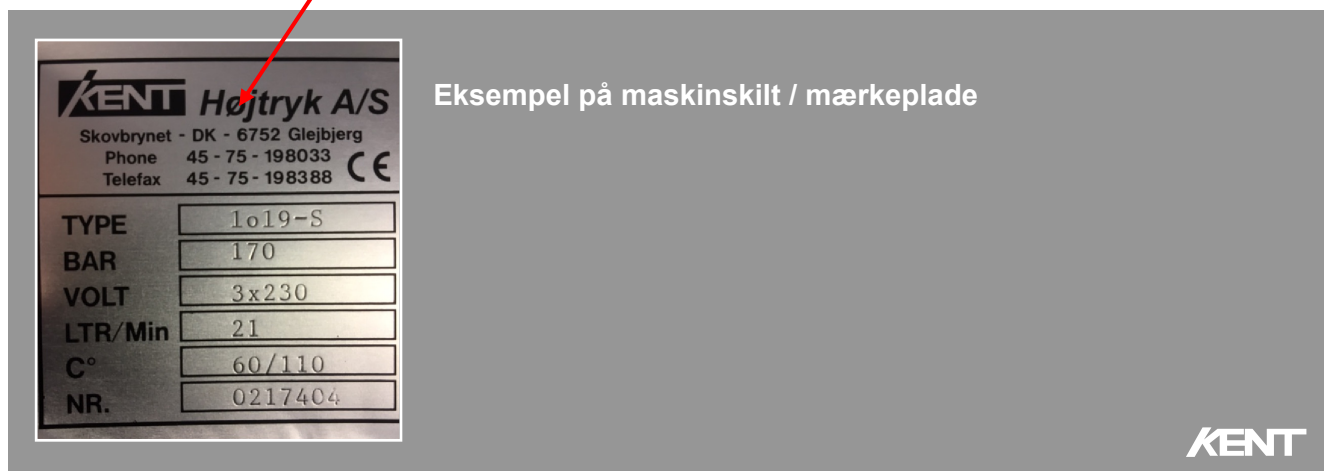 KENT Højtryk A/S
Skovbrynet - DK - 6752 Glejbjerg
Phone 45 - 75 - 198033
Telefax 45 - 75 - 198388 CE
TYPE 1o19-S
BAR 170
VOLT 3x230
LTR/Min 21
C° 60/110
NR. 0217404
Eksempel på maskinskilt / mærkeplade
KENT